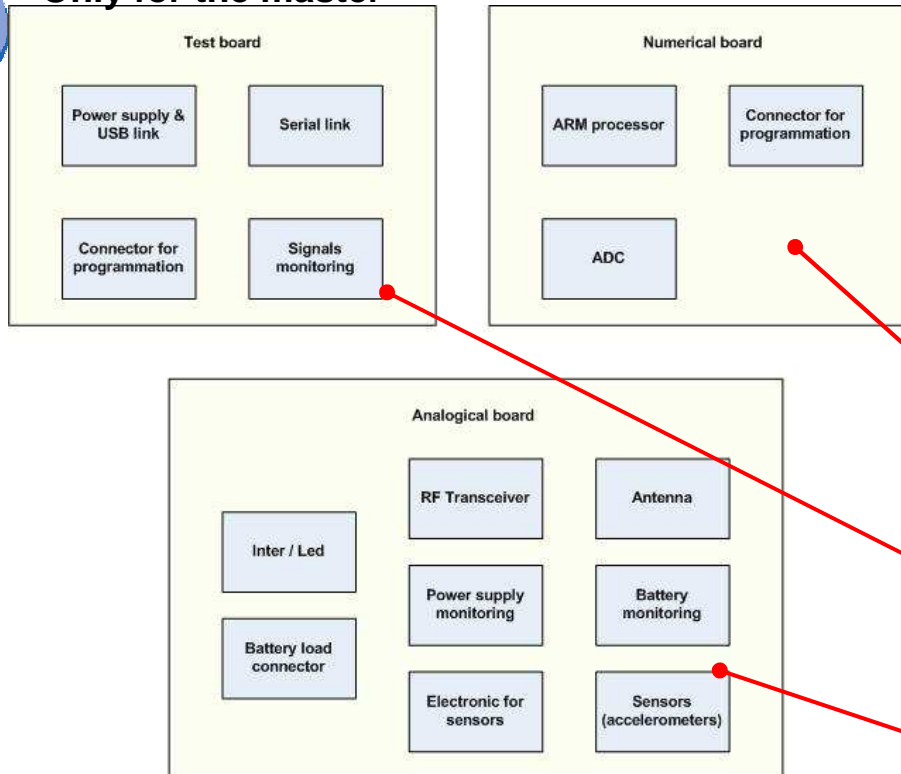 Only for the master
Test board
Power supply &
USB link
Serial link
Connector for
programmation
Signals
monitoring
Numerical board
ARM processor
Connector for
programmation
ADC
Analogical board
RF Transceiver
Antenna
Inter / Led
Power supply
monitoring
Battery
monitoring
Battery load
connector
Electronic for
sensors
Sensors
(accelerometers)